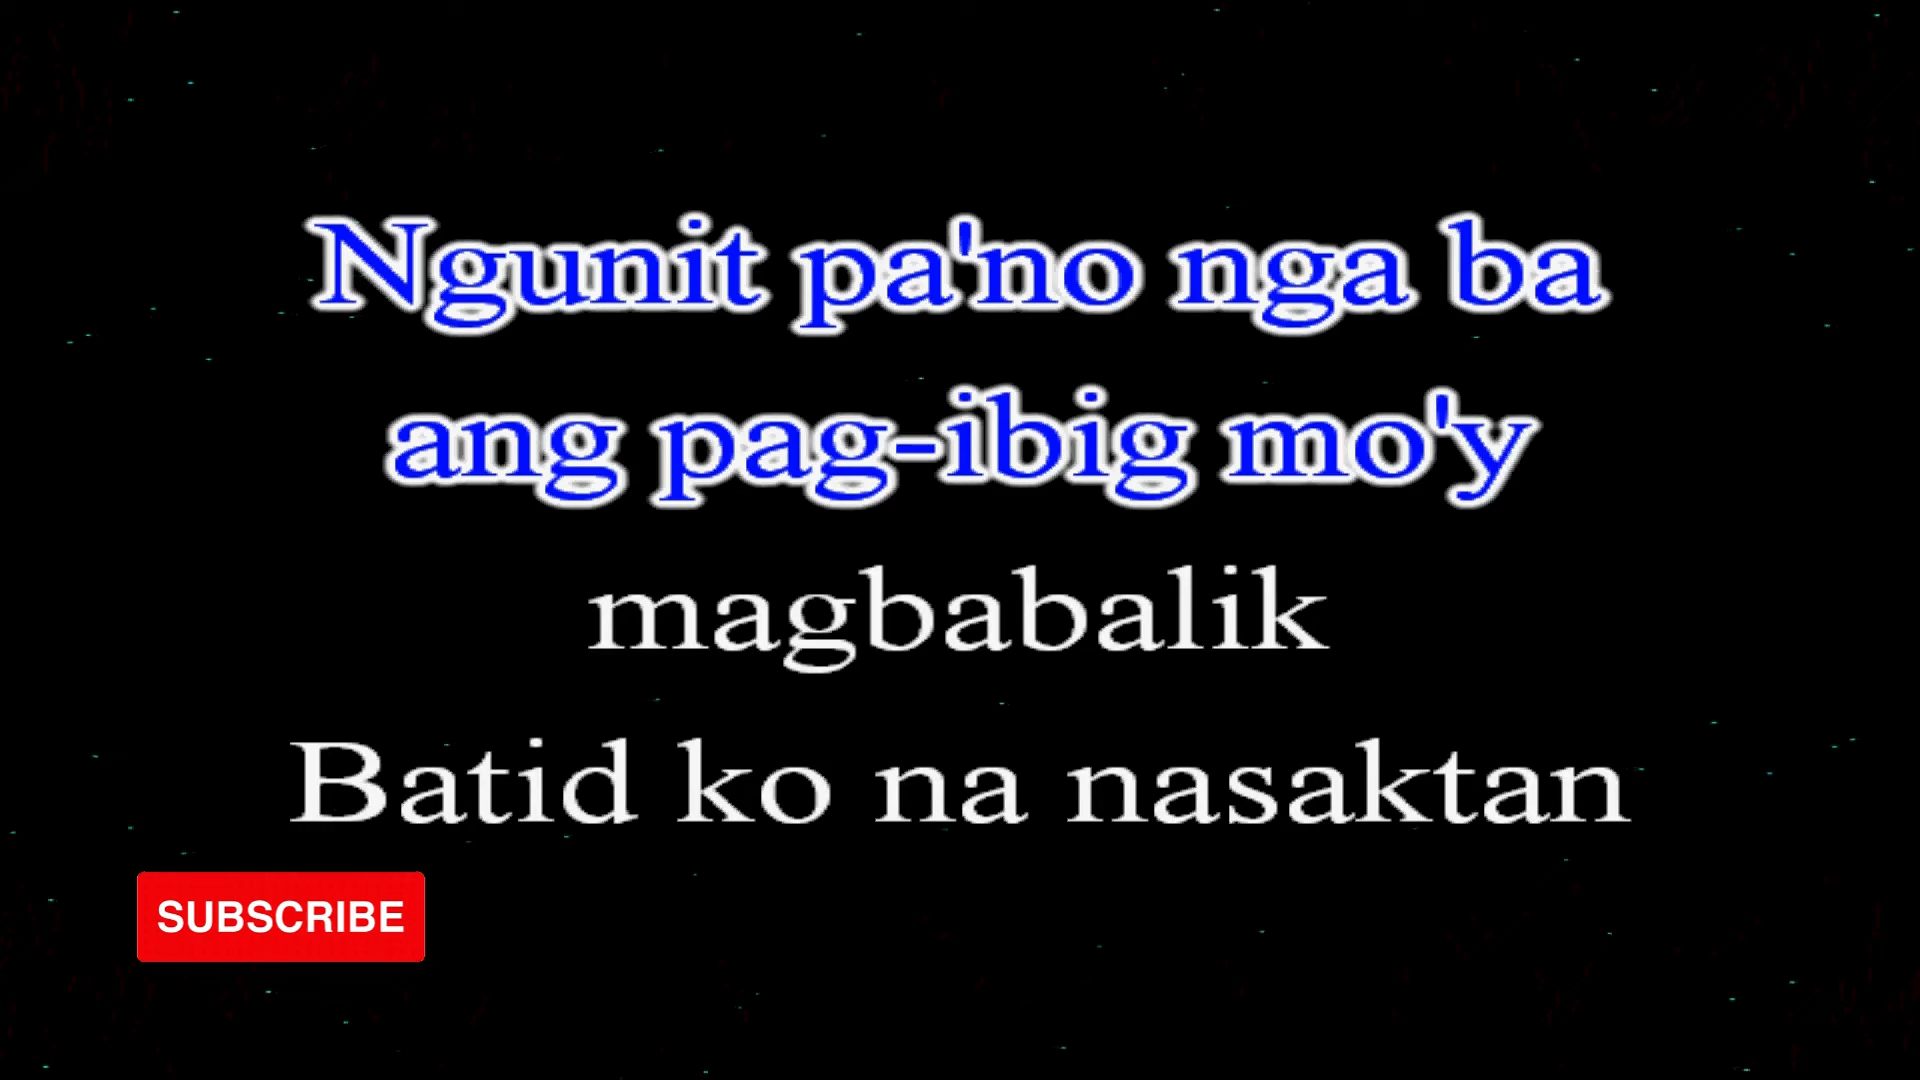 Ngunit pa'no nga ba
ang pag-ibig mo'y
magbabalik
Batid ko na nasaktan
SUBSCRIBE